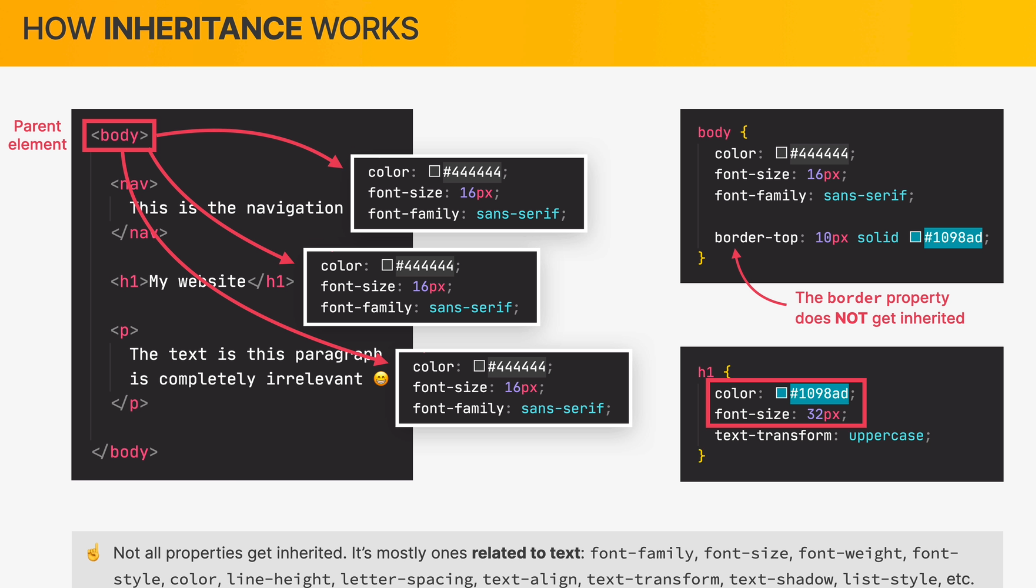 HOW INHERITANCE WORKS
Parent
element
<body>
<nav>
This is the navigation
</nav>
<h1>My website</h1>
<p>
The text is this paragraph
is completely irrelevant 😁
</p>
</body>
color: #444444;
font-size: 16px;
font-family: sans-serif;
color: #444444;
font-size: 16px;
font-family: sans-serif;
color: #444444;
font-size: 16px;
font-family: sans-serif;
body {
color: #444444;
font-size: 16px;
font-family: sans-serif;
border-top: 10px solid #1098ad;
}
The border property
does NOT get inherited
h1 {
color: #1098ad;
font-size: 32px;
text-transform: uppercase;
}
☝️ Not all properties get inherited. It's mostly ones related to text: font-family, font-size, font-weight, font-
style, color, line-height, letter-spacing, text-align, text-transform, text-shadow, list-style, etc.